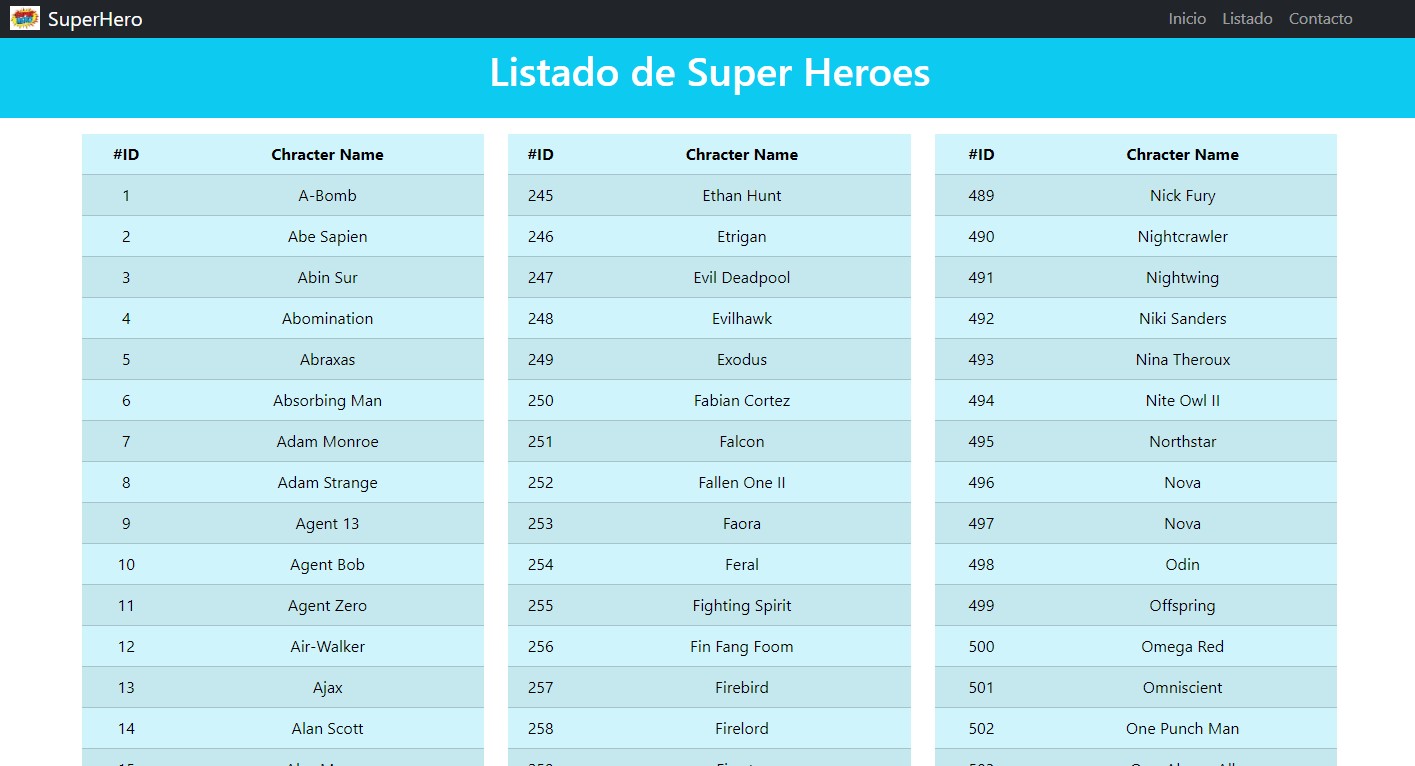 SuperHero
Inicio Listado Contacto
Listado de Super Heroes
#ID Chracter Name
1 A-Bomb
2 Abe Sapien
3 Abin Sur
4 Abomination
5 Abraxas
6 Absorbing Man
7 Adam Monroe
8 Adam Strange
9 Agent 13
10 Agent Bob
11 Agent Zero
12 Air-Walker
13 Ajax
14 Alan Scott
#ID Chracter Name
245 Ethan Hunt
246 Etrigan
247 Evil Deadpool
248 Evilhawk
249 Exodus
250 Fabian Cortez
251 Falcon
252 Fallen One II
253 Faora
254 Feral
255 Fighting Spirit
256 Fin Fang Foom
257 Firebird
258 Firelord
#ID Chracter Name
489 Nick Fury
490 Nightcrawler
491 Nightwing
492 Niki Sanders
493 Nina Theroux
494 Nite Owl II
495 Northstar
496 Nova
497 Nova
498 Odin
499 Offspring
500 Omega Red
501 Omniscient
502 One Punch Man